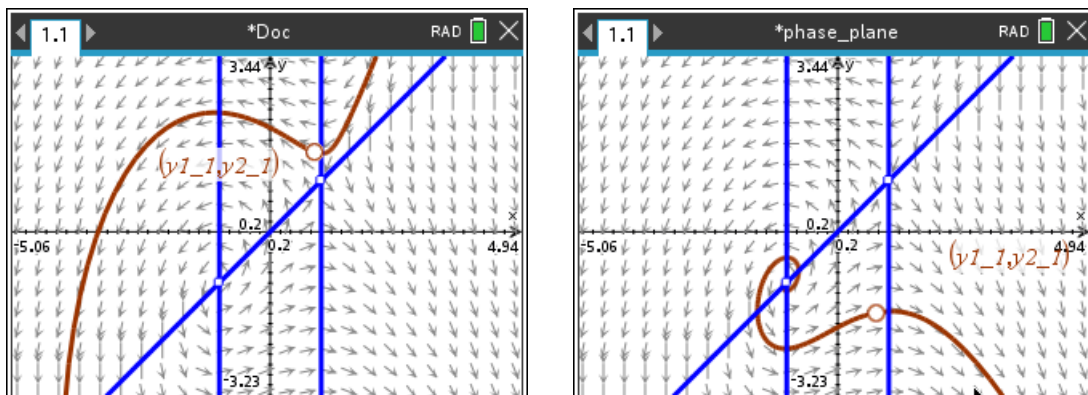 1.1 *Doc RAD
3.44 y
(y1_1,y2_1)
x
0.2
-5.06 0.2 4.94
-3.23
1.1 *phase_plane RAD
3.44 y
x
0.2
-5.06 0.2 4.94
(y1_1,y2_1)
-3.23